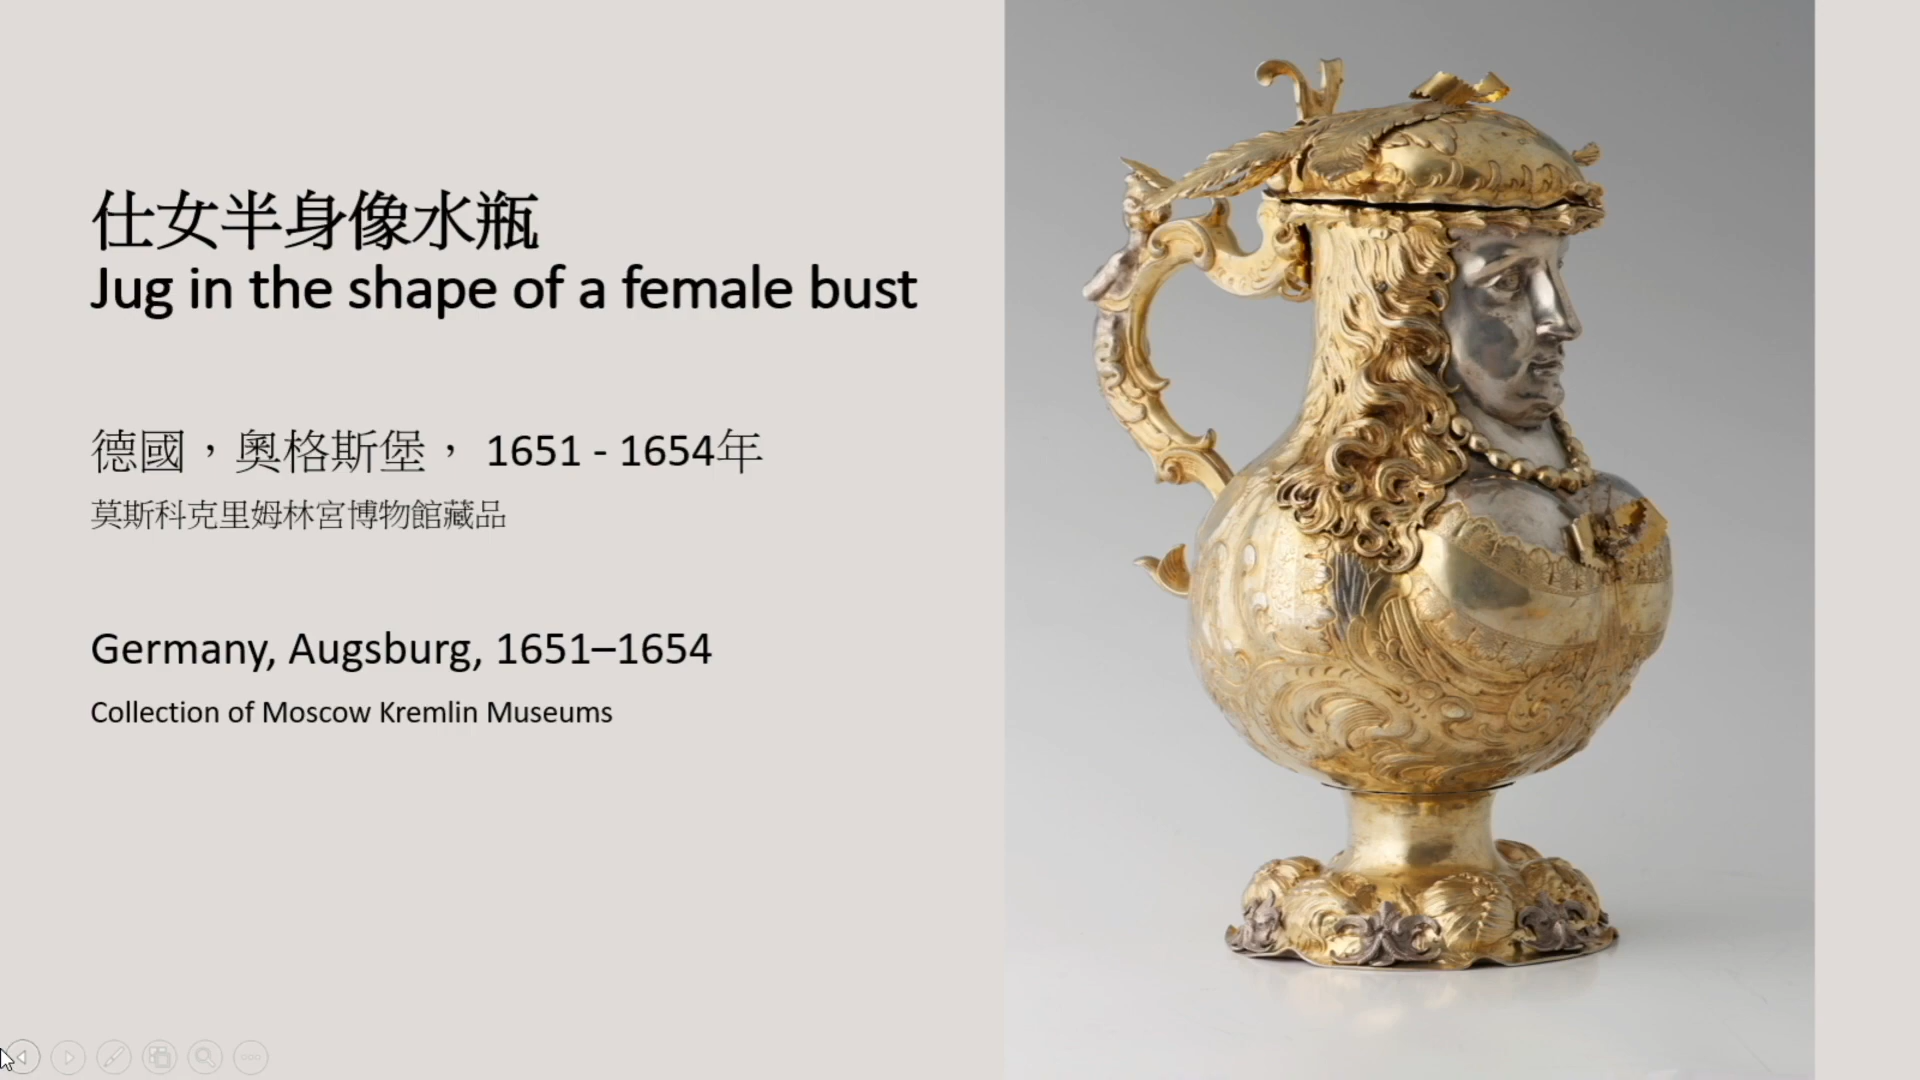 仕女半身像水瓶
Jug in the shape of a female bust
德國，奧格斯堡， 1651 - 1654年
莫斯科克里姆林宮博物館藏品
Germany, Augsburg, 1651–1654
Collection of Moscow Kremlin Museums